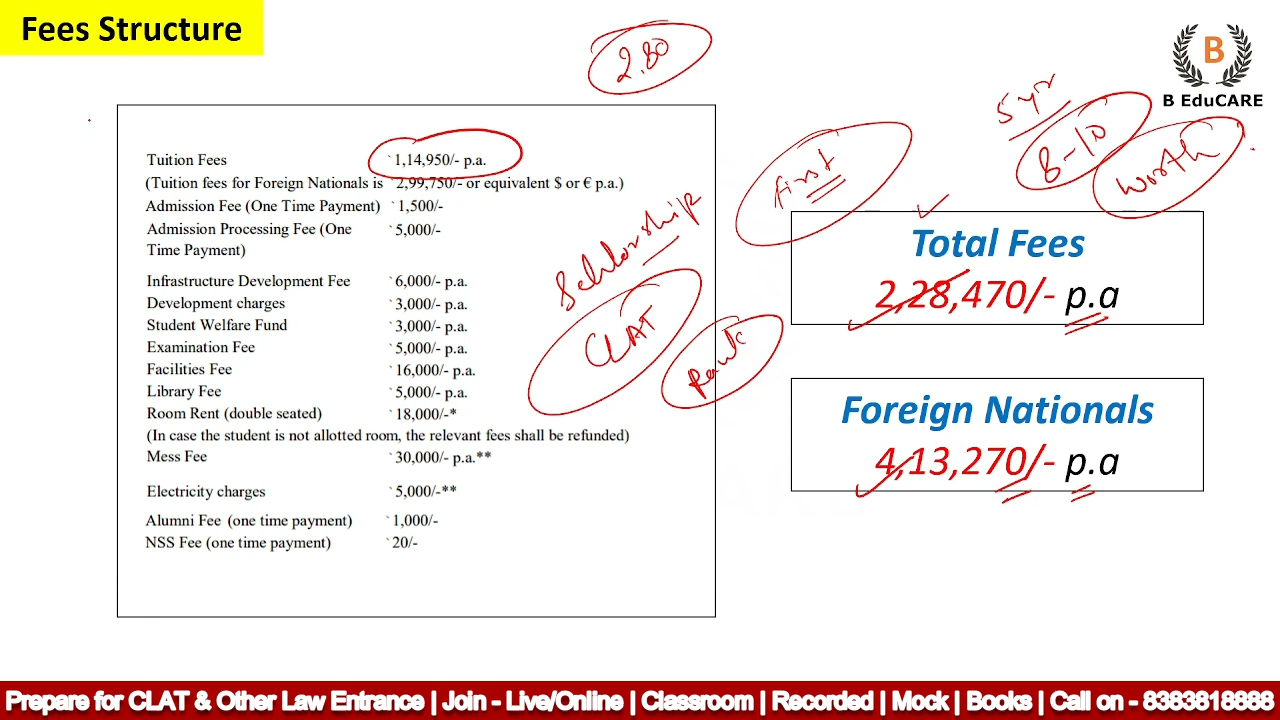 Fees Structure
2.80
B
B EduCARE
5 yr
8-10
worth
first
Tuition Fees ` 1,14,950/- p.a.
(Tuition fees for Foreign Nationals is ` 2,99,750/- or equivalent $ or € p.a.)
Admission Fee (One Time Payment) ` 1,500/-
Admission Processing Fee (One ` 5,000/-
Time Payment)
Infrastructure Development Fee ` 6,000/- p.a.
Development charges ` 3,000/- p.a.
Student Welfare Fund ` 3,000/- p.a.
Examination Fee ` 5,000/- p.a.
Facilities Fee ` 16,000/- p.a.
Library Fee ` 5,000/- p.a.
Room Rent (double seated) ` 18,000/-*
(In case the student is not allotted room, the relevant fees shall be refunded)
Mess Fee ` 30,000/- p.a.**
Electricity charges ` 5,000/-**
Alumni Fee (one time payment) ` 1,000/-
NSS Fee (one time payment) ` 20/-
Schlorship
CLAT
Rank
Total Fees
2,28,470/- p.a
Foreign Nationals
4,13,270/- p.a
Prepare for CLAT & Other Law Entrance | Join - Live/Online | Classroom | Recorded | Mock | Books | Call on - 8383818888